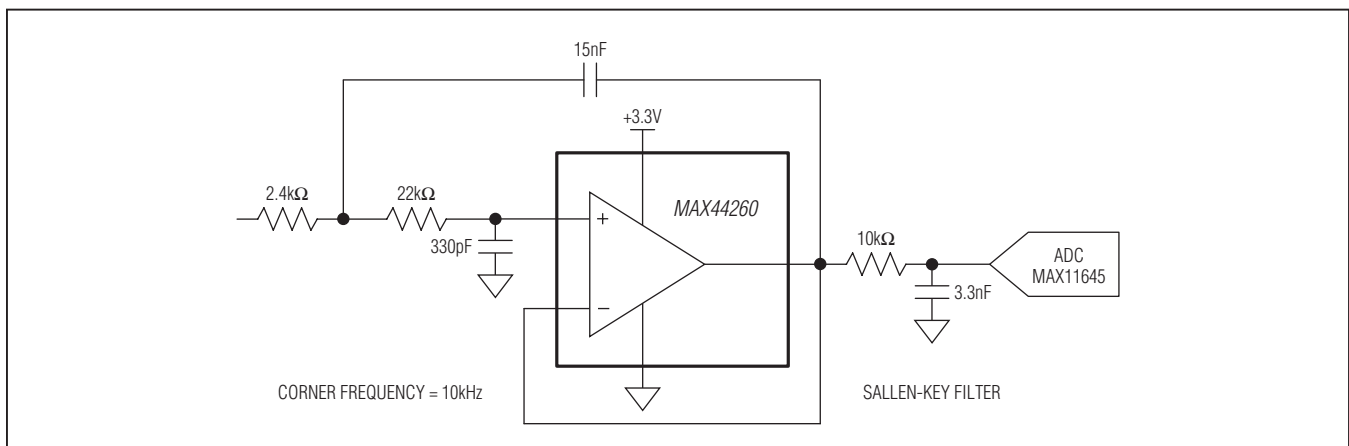 15nF
+3.3V
2.4kΩ
22kΩ
MAX44260
+
330pF
10kΩ
ADC
MAX11645
3.3nF
−
CORNER FREQUENCY = 10kHz
SALLEN-KEY FILTER